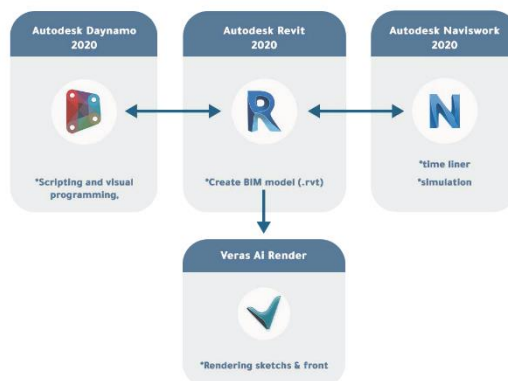 Autodesk Daynamo
2020
*Scripting and visual
programming,
Autodesk Revit
2020
*Create BIM model (.rvt)
Autodesk Naviswork
2020
*time liner
*simulation
Veras Ai Render
*Rendering sketchs & front